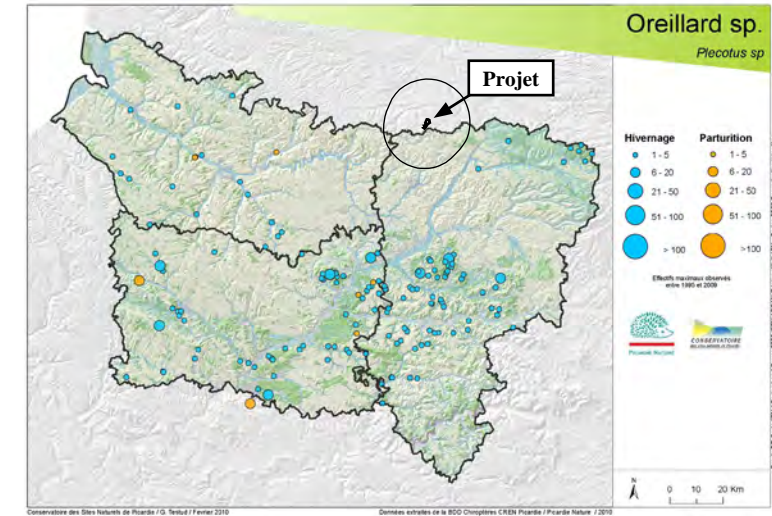 Oreillard sp.
Plecotus sp
Projet
Hivernage Parturition
1 - 5 1 - 5
6 - 20 6 - 20
21 - 50 21 - 50
51 - 100 51 - 100
> 100 >100
Effectifs maximaux observés
entre 1990 et 2009
PICARDIE NATURE
CONSERVATOIRE
N
0 10 20 Km
Conservatoire des Sites Naturels de Picardie / G. Testud / Février 2010
Données extraites de la BDD Chiroptères CREN Picardie / Picardie Nature / 2010